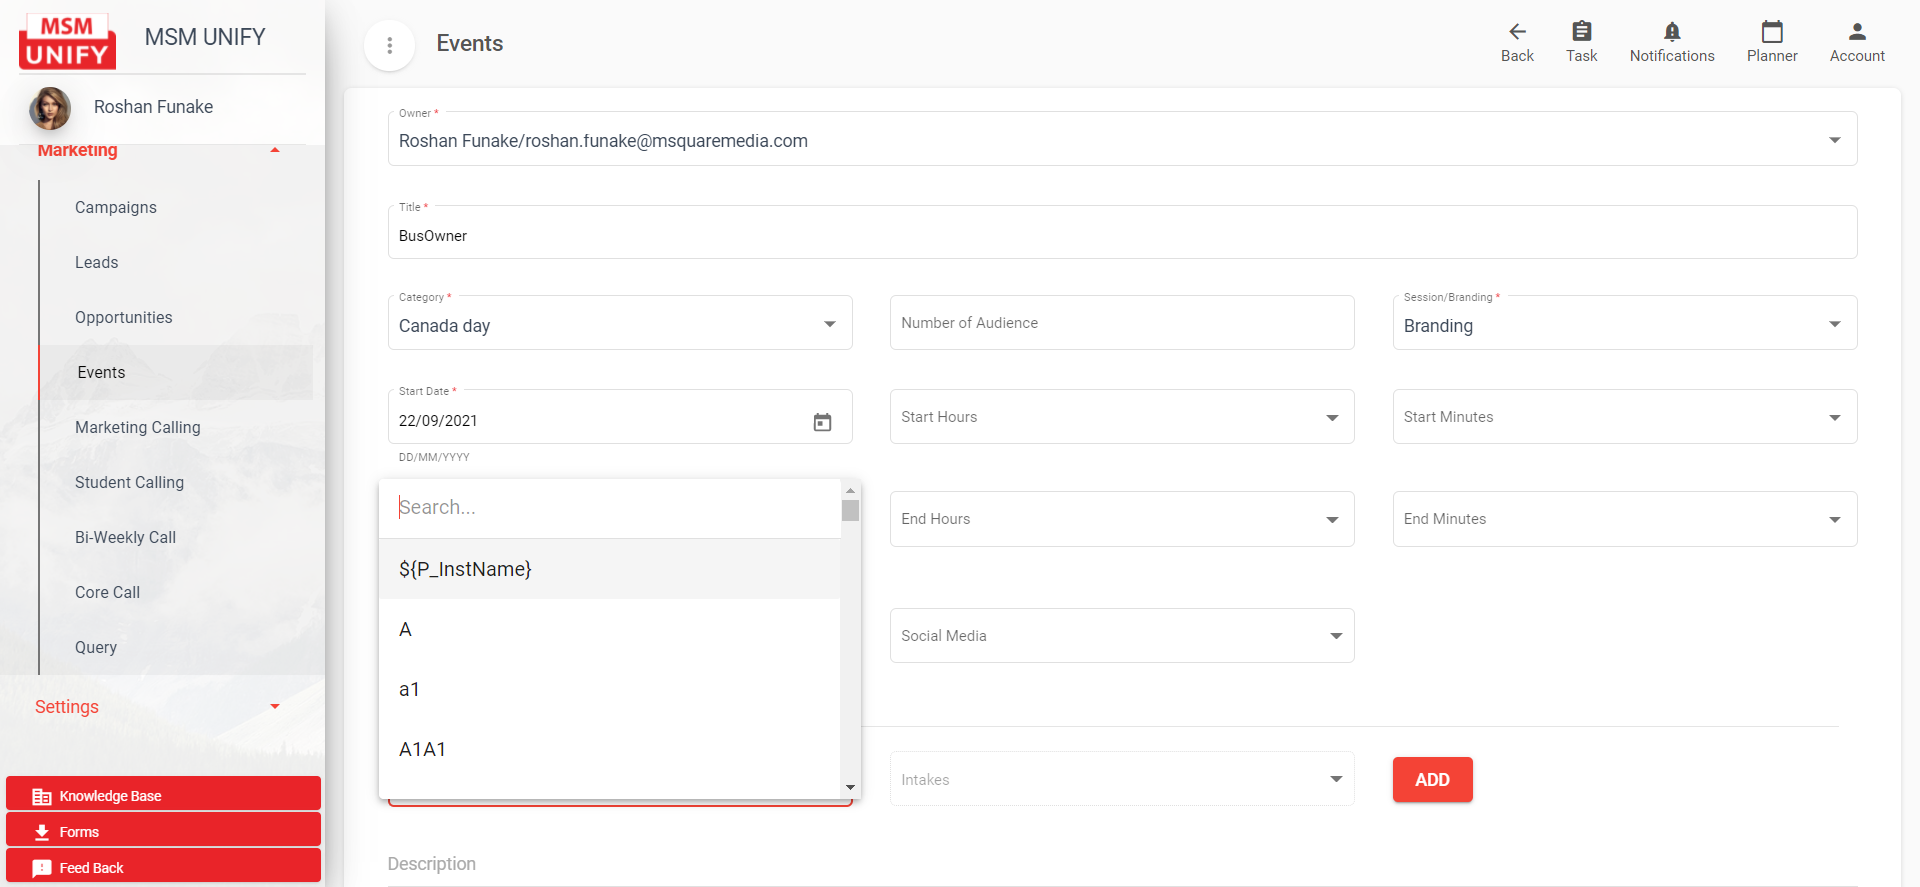 MSM
UNIFY
MSM UNIFY
Roshan Funake
Marketing
Campaigns
Leads
Opportunities
Events
Marketing Calling
Student Calling
Bi-Weekly Call
Core Call
Query
Settings
Knowledge Base
Forms
Feed Back
Events
Back
Task
Notifications
Planner
Account
Owner *
Roshan Funake/roshan.funake@msquaremedia.com
Title *
BusOwner
Category *
Canada day
Number of Audience
Session/Branding *
Branding
Start Date *
22/09/2021
DD/MM/YYYY
Start Hours
Start Minutes
Search...
${P_InstName}
A
a1
A1A1
End Hours
End Minutes
Social Media
Intakes
ADD
Description